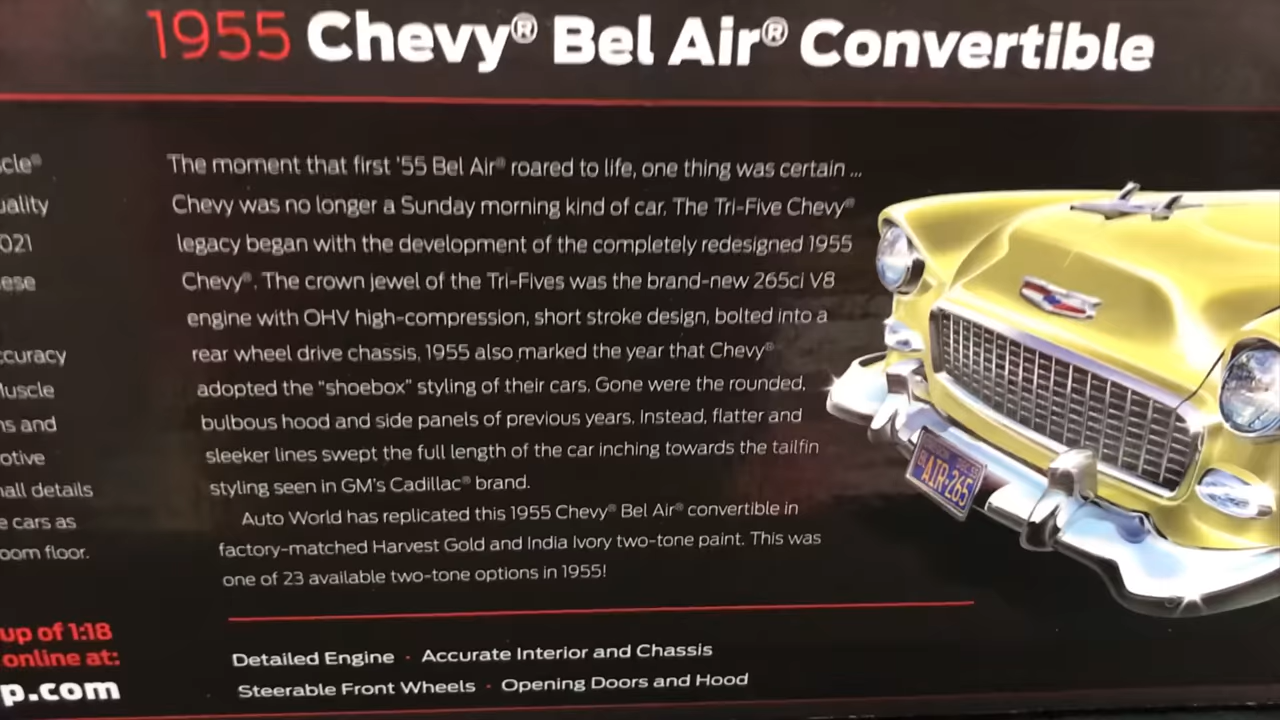 1955 Chevy® Bel Air® Convertible
cle®
uality
021
ese
ccuracy
uscle
ns and
otive
all details
e cars as
oom floor.
up of 1:18
online at:
p.com
The moment that first '55 Bel Air® roared to life, one thing was certain ...
Chevy was no longer a Sunday morning kind of car. The Tri-Five Chevy®
legacy began with the development of the completely redesigned 1955
Chevy®. The crown jewel of the Tri-Fives was the brand-new 265ci V8
engine with OHV high-compression, short stroke design, bolted into a
rear wheel drive chassis. 1955 also marked the year that Chevy®
adopted the "shoebox" styling of their cars. Gone were the rounded,
bulbous hood and side panels of previous years. Instead, flatter and
sleeker lines swept the full length of the car inching towards the tailfin
styling seen in GM's Cadillac® brand.
Auto World has replicated this 1955 Chevy® Bel Air® convertible in
factory-matched Harvest Gold and India Ivory two-tone paint. This was
one of 23 available two-tone options in 1955!
Detailed Engine · Accurate Interior and Chassis
Steerable Front Wheels · Opening Doors and Hood
AIR-265